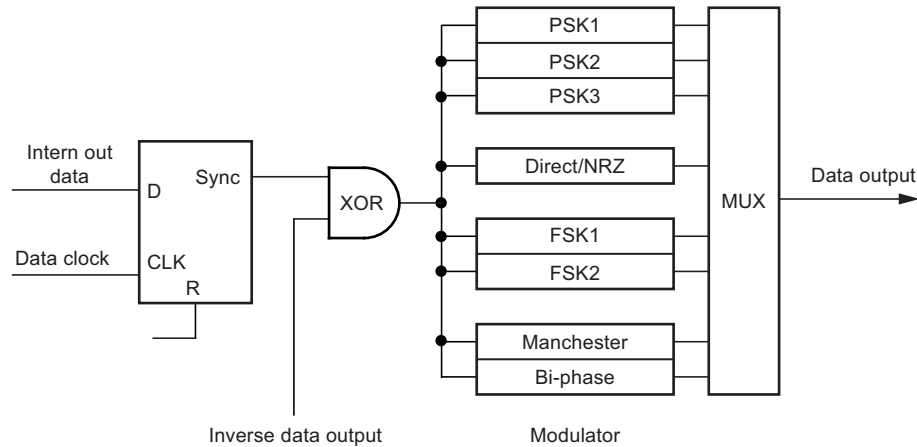 PSK1
PSK2
PSK3
Intern out
data
Sync
D
XOR
Direct/NRZ
MUX
Data output
Data clock
CLK
R
FSK1
FSK2
Manchester
Bi-phase
Inverse data output
Modulator